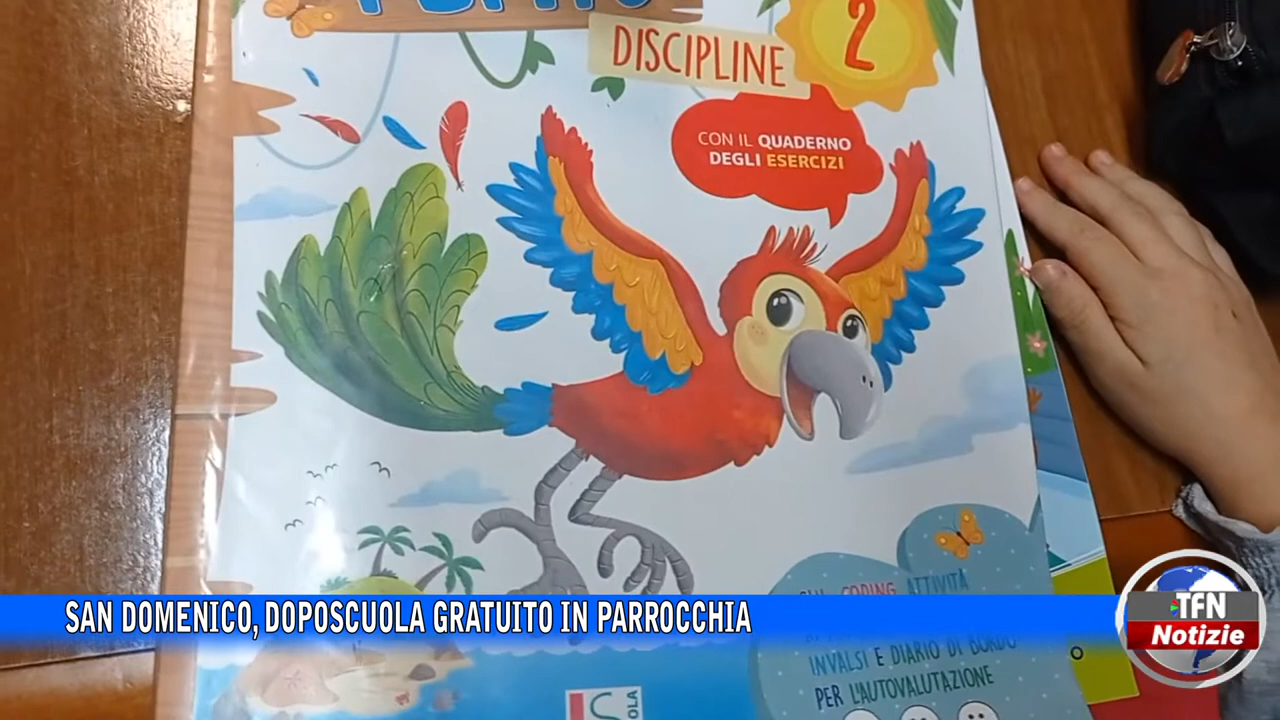 DISCIPLINE
2
CON IL QUADERNO
DEGLI ESERCIZI
CODING ATTIVITÀ
INVALSI E DIARIO DI BORDO
PER L'AUTOVALUTAZIONE
SAN DOMENICO, DOPOSCUOLA GRATUITO IN PARROCCHIA
TFN
Notizie